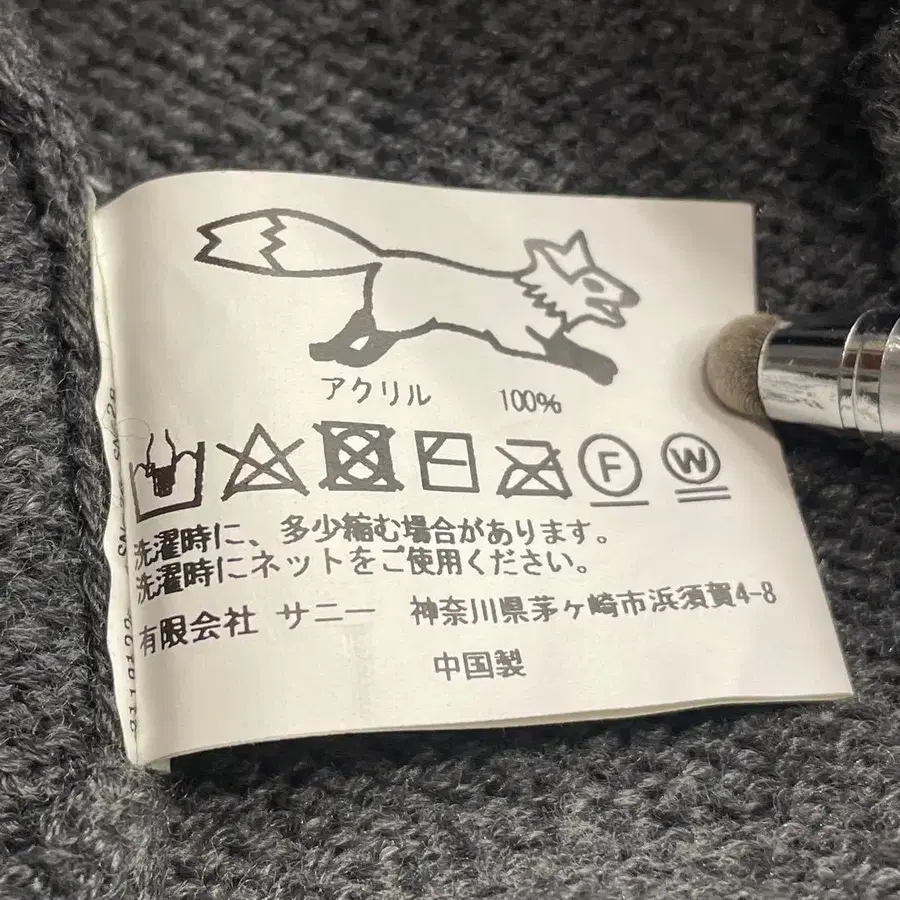 アクリル 100%
F W
洗濯時に、多少縮む場合があります。
洗濯時にネットをご使用ください。
有限会社 サニー 神奈川県茅ヶ崎市浜須賀4-8
中国製